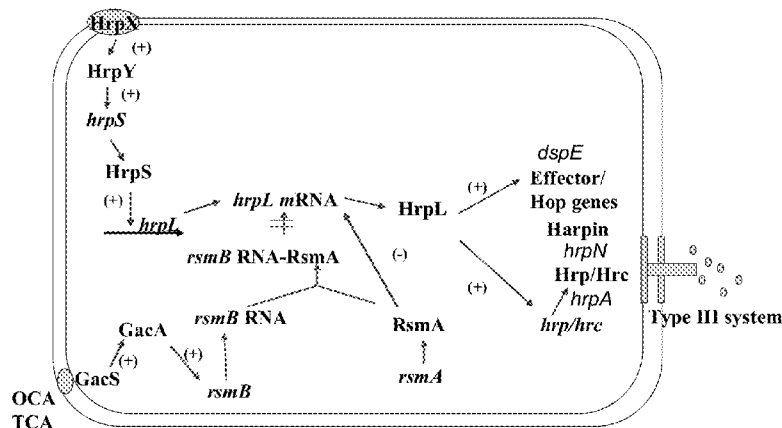 HrpX
(+)
HrpY
(+)
hrpS
HrpS
(+)
hrpL
hrpL mRNA
HrpL
(+)
dspE
Effector/
Hop genes
Harpin
hrpN
Hrp/Hrc
hrpA
hrp/hrc
(+)
(-)
Type III system
rsmB RNA-RsmA
rsmB RNA
RsmA
rsmA
GacA
(+)
(+)
rsmB
GacS
OCA
TCA